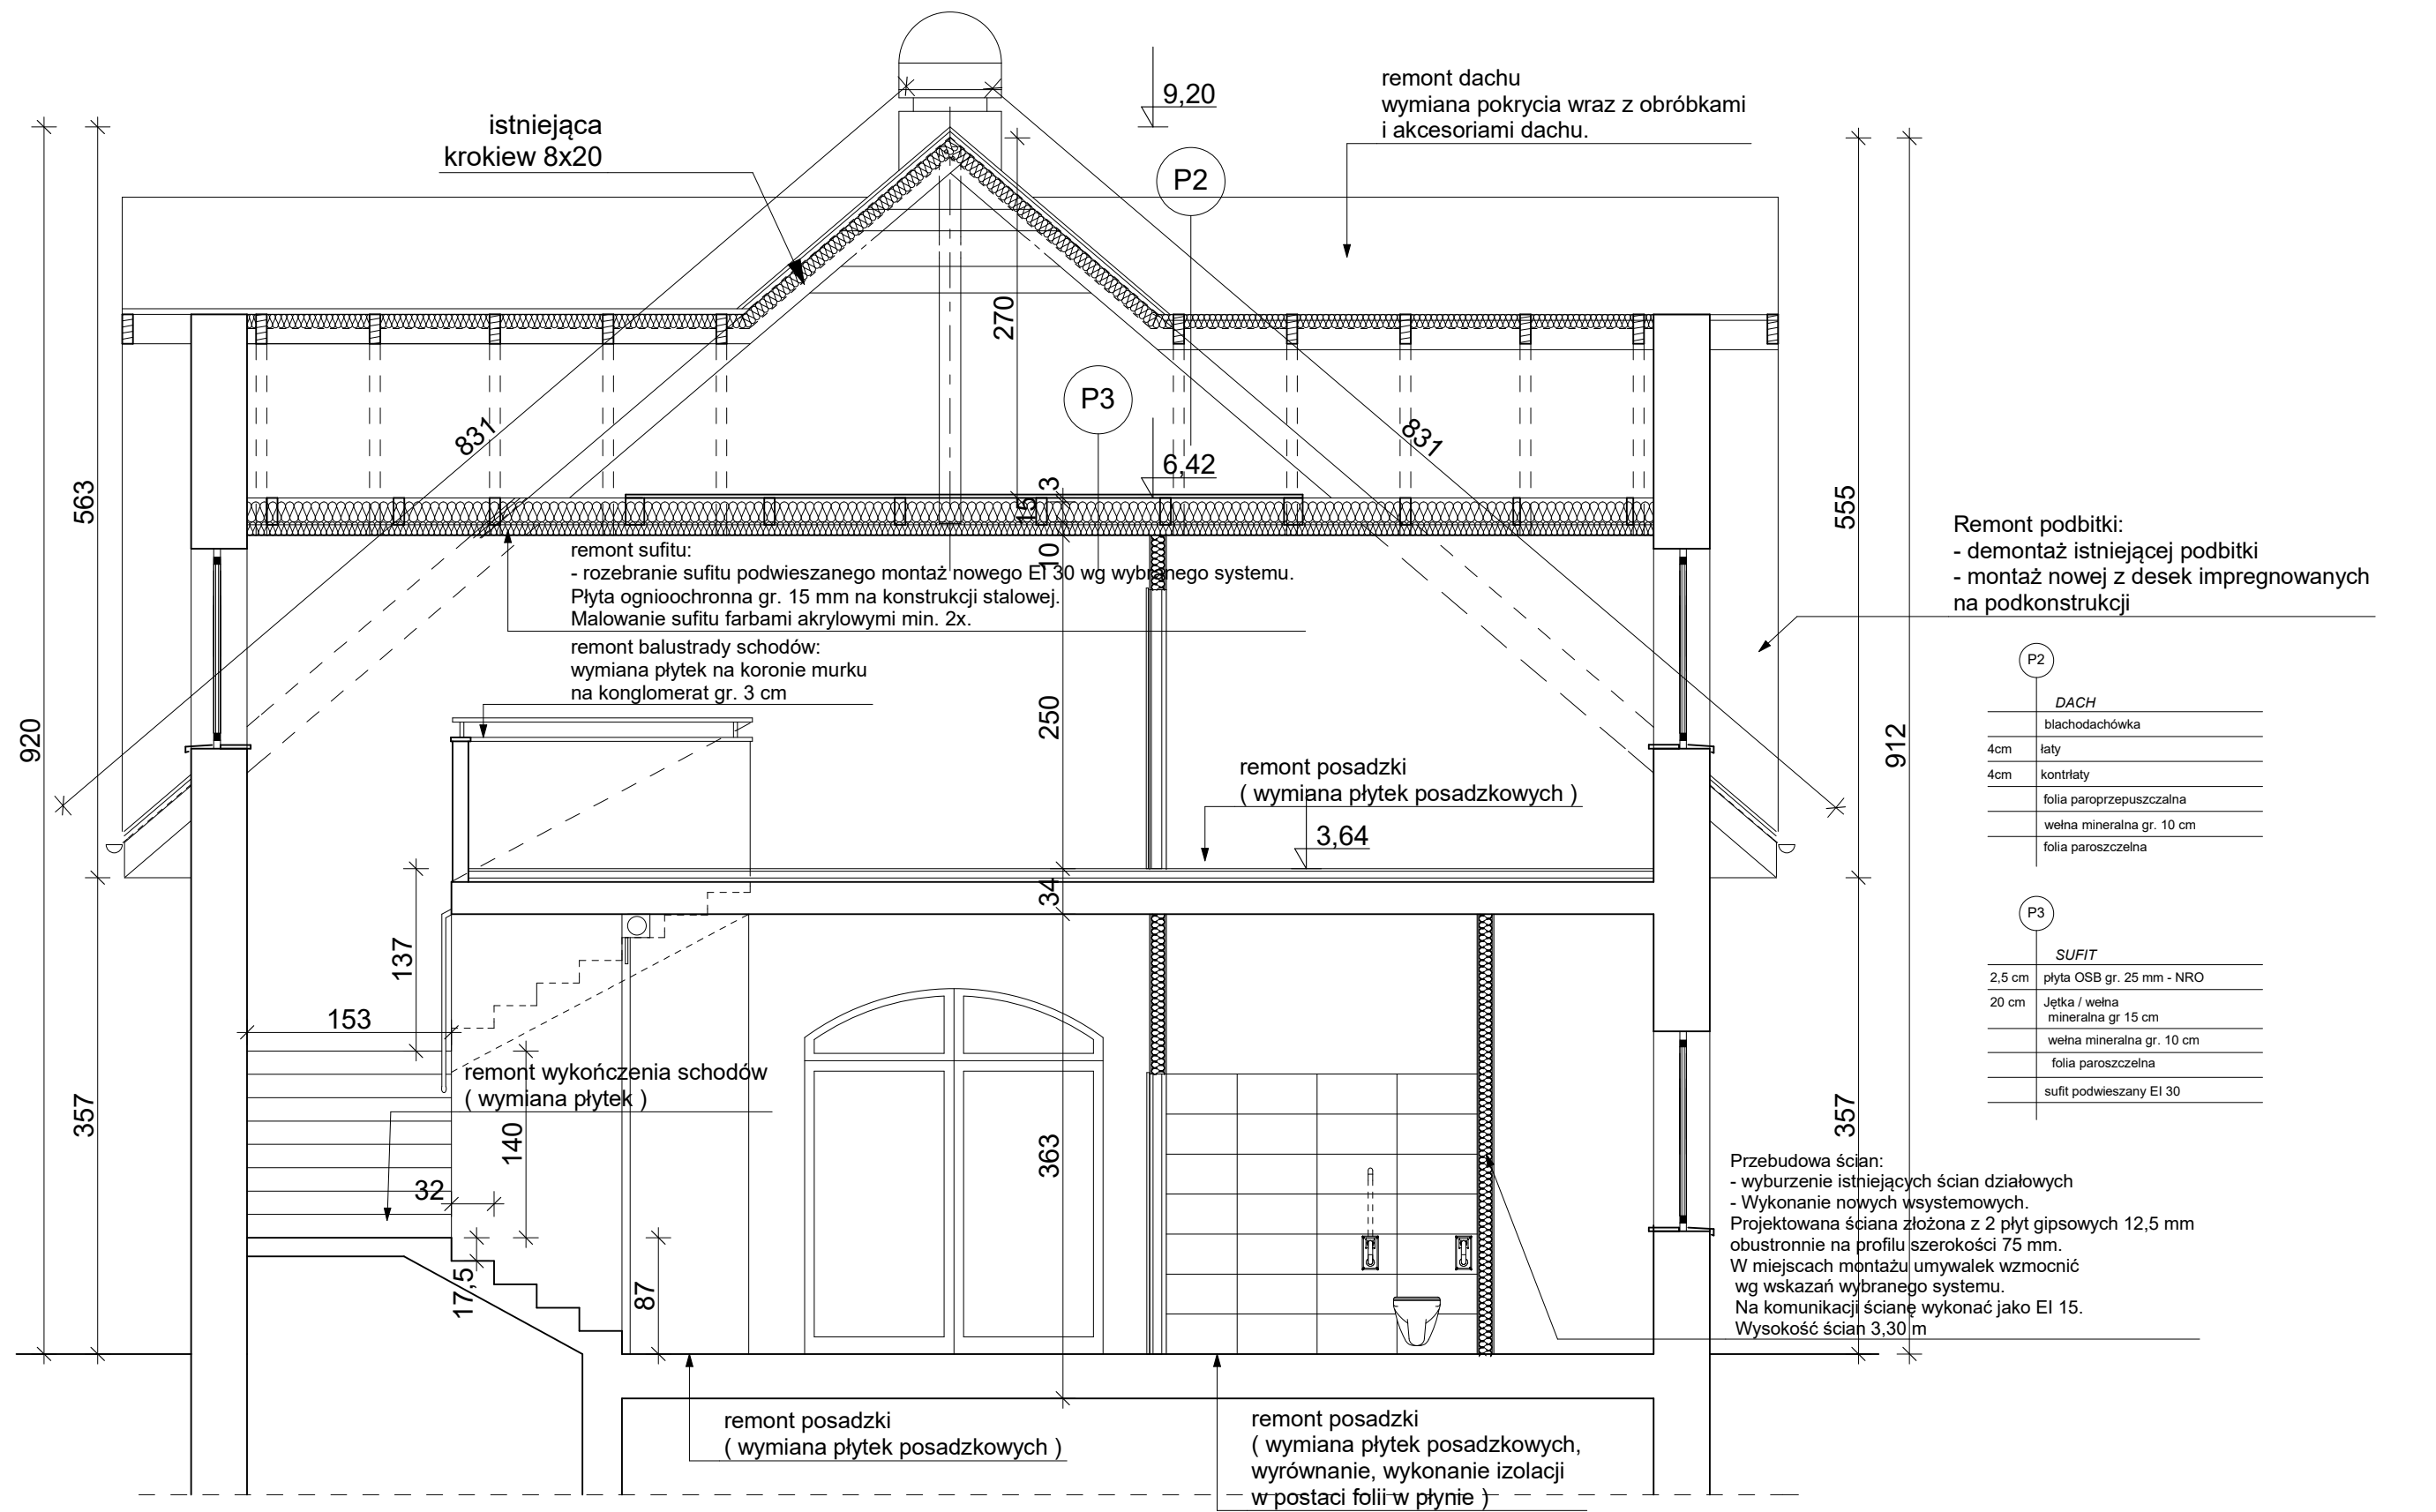 9,20
remont dachu
wymiana pokrycia wraz z obróbkami
i akcesoriami dachu.
istniejąca
krokiew 8x20
P2
270
P3
831
831
6,42
3
15
563
555
Remont podbitki:
- demontaż istniejącej podbitki
- montaż nowej z desek impregnowanych
na podkonstrukcji
10
remont sufitu:
- rozebranie sufitu podwieszanego montaż nowego EI 30 wg wybranego systemu.
Płyta ognioochronna gr. 15 mm na konstrukcji stalowej.
Malowanie sufitu farbami akrylowymi min. 2x.
remont balustrady schodów:
wymiana płytek na koronie murku
na konglomerat gr. 3 cm
920
250
912
remont posadzki
( wymiana płytek posadzkowych )
3,64
34
P2
DACH
blachodachówka
4cm łaty
4cm kontrłaty
folia paroprzepuszczalna
wełna mineralna gr. 10 cm
folia paroszczelna
P3
SUFIT
2,5 cm płyta OSB gr. 25 mm - NRO
20 cm Jętka / wełna
mineralna gr 15 cm
wełna mineralna gr. 10 cm
folia paroszczelna
sufit podwieszany EI 30
137
153
remont wykończenia schodów
( wymiana płytek )
357
140
363
357
32
17,5
87
Przebudowa ścian:
- wyburzenie istniejących ścian działowych
- Wykonanie nowych wsystemowych.
Projektowana ściana złożona z 2 płyt gipsowych 12,5 mm
obustronnie na profilu szerokości 75 mm.
W miejscach montażu umywalek wzmocnić
wg wskazań wybranego systemu.
Na komunikacji ścianę wykonać jako EI 15.
Wysokość ścian 3,30 m
remont posadzki
( wymiana płytek posadzkowych )
remont posadzki
( wymiana płytek posadzkowych,
wyrównanie, wykonanie izolacji
w postaci folii w płynie )